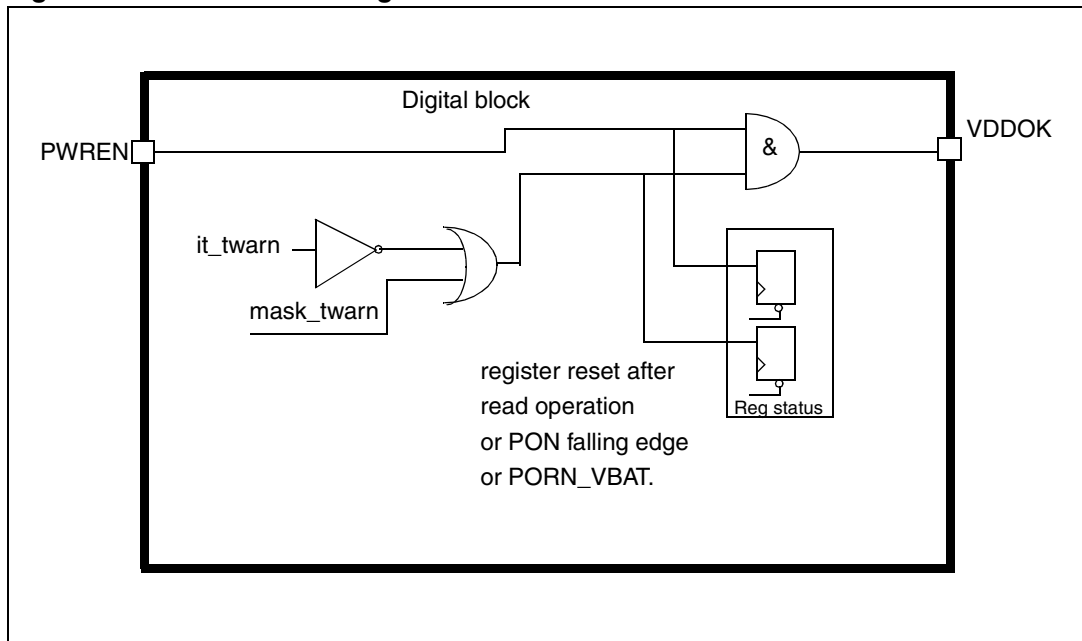 Digital block
PWREN
VDDOK
&
it_twarn
mask_twarn
register reset after
read operation
or PON falling edge
or PORN_VBAT.
Reg status